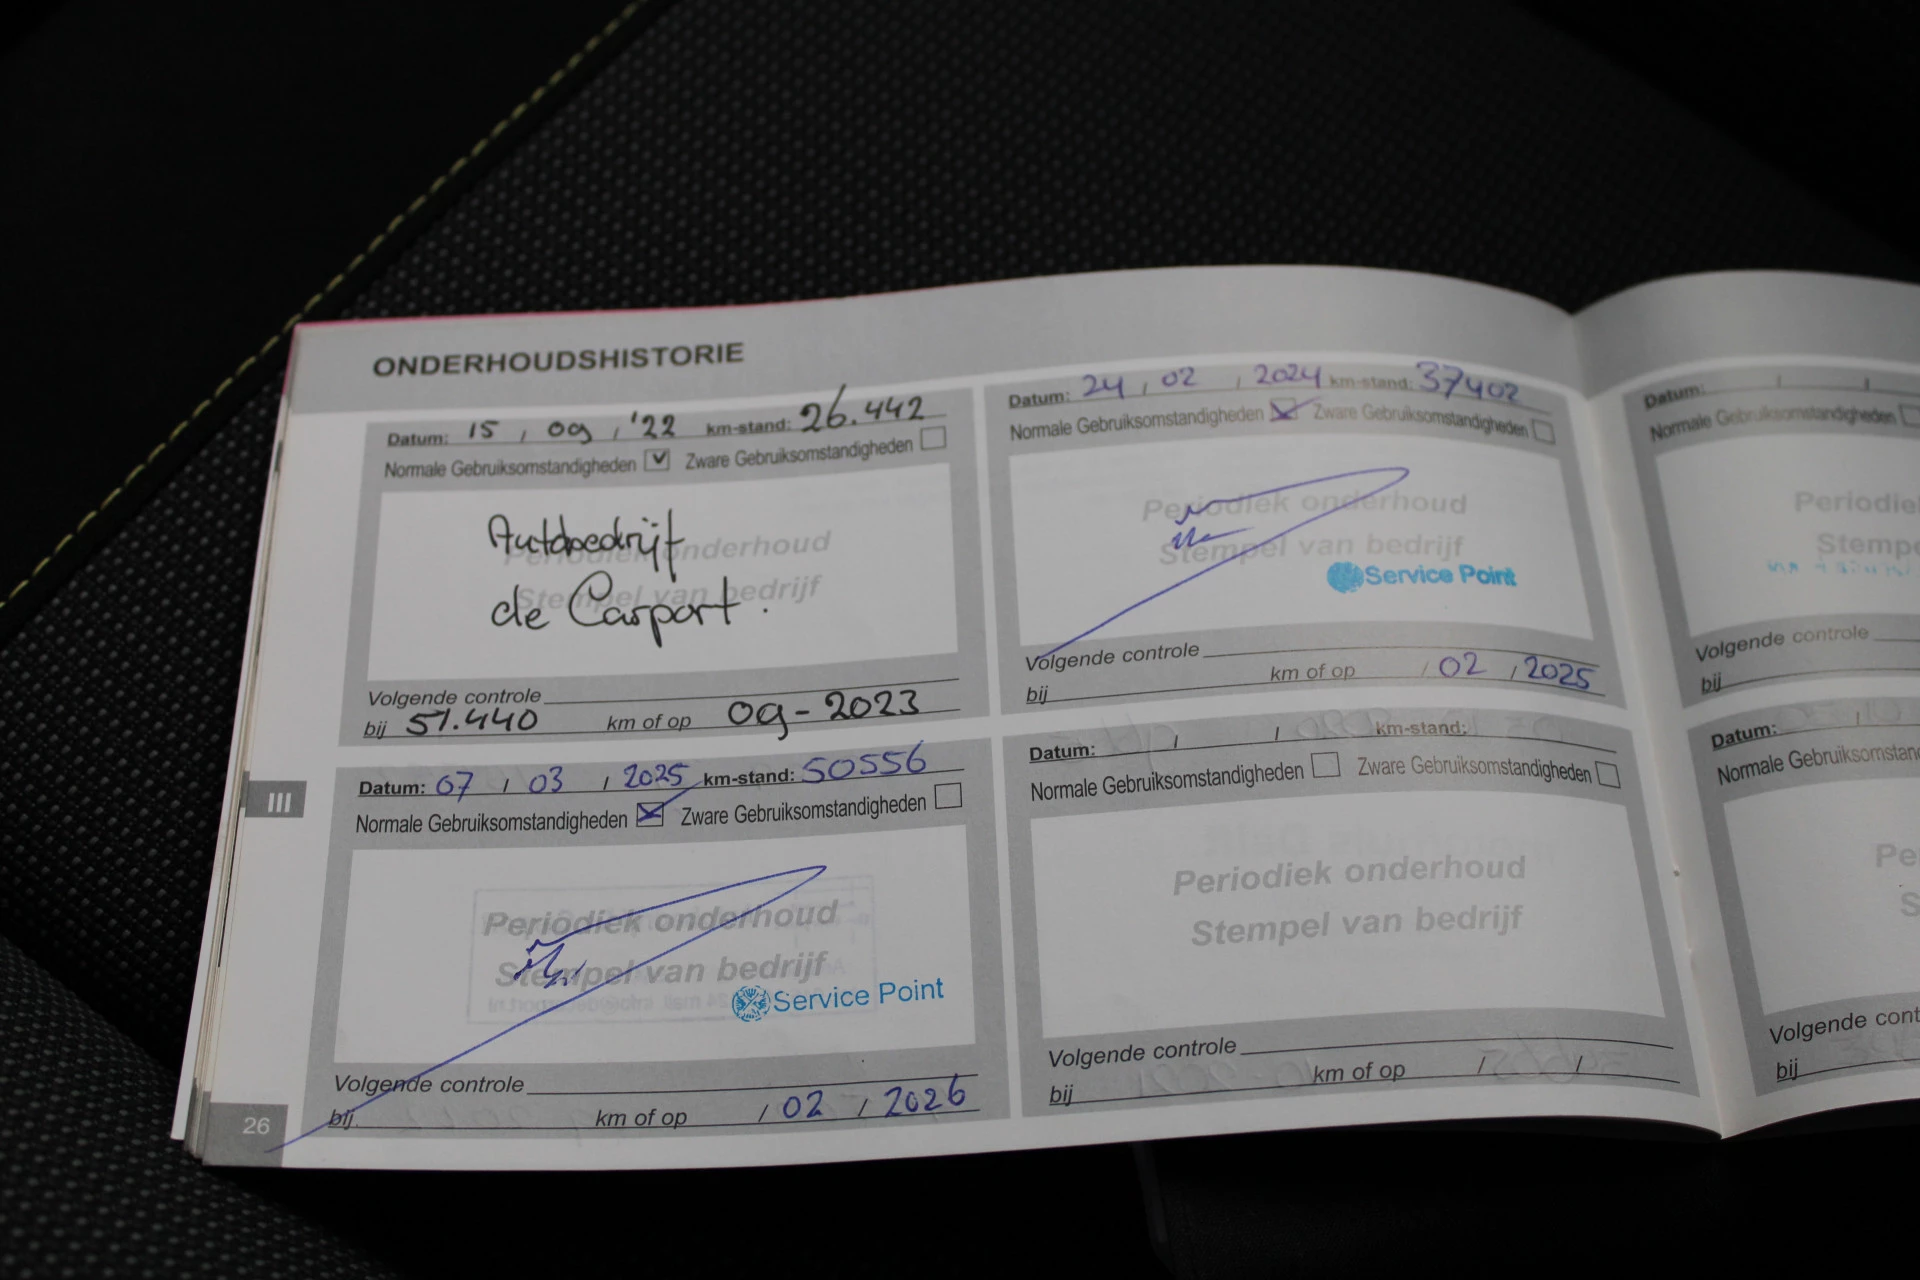 ONDERHOUDSHISTORIE
Datum: 15 / 09 / '22 km-stand: 26.442
Normale Gebruiksomstandigheden Zware Gebruiksomstandigheden
Periodiek onderhoud
Stempel van bedrijf
Autobedrijf
de Carport.
Volgende controle
bij 51.440 km of op 09-2023
Datum: 24 / 02 / 2024 km-stand: 37402
Normale Gebruiksomstandigheden Zware Gebruiksomstandigheden
Periodiek onderhoud
Stempel van bedrijf
Service Point
Volgende controle
bij km of op / 02 / 2025
Datum: 07 / 03 / 2025 km-stand: 50556
Normale Gebruiksomstandigheden Zware Gebruiksomstandigheden
Periodiek onderhoud
Stempel van bedrijf
Service Point
Volgende controle
bij km of op / 02 / 2026
Datum: / / km-stand:
Normale Gebruiksomstandigheden Zware Gebruiksomstandigheden
Periodiek onderhoud
Stempel van bedrijf
Volgende controle
bij km of op / /
Datum: / /
Normale Gebruiksomstandigheden
Periodie
Stempe
Volgende controle
bij
Datum: /
Normale Gebruiksomstan
Pe
S
Volgende cont
bij
III
26